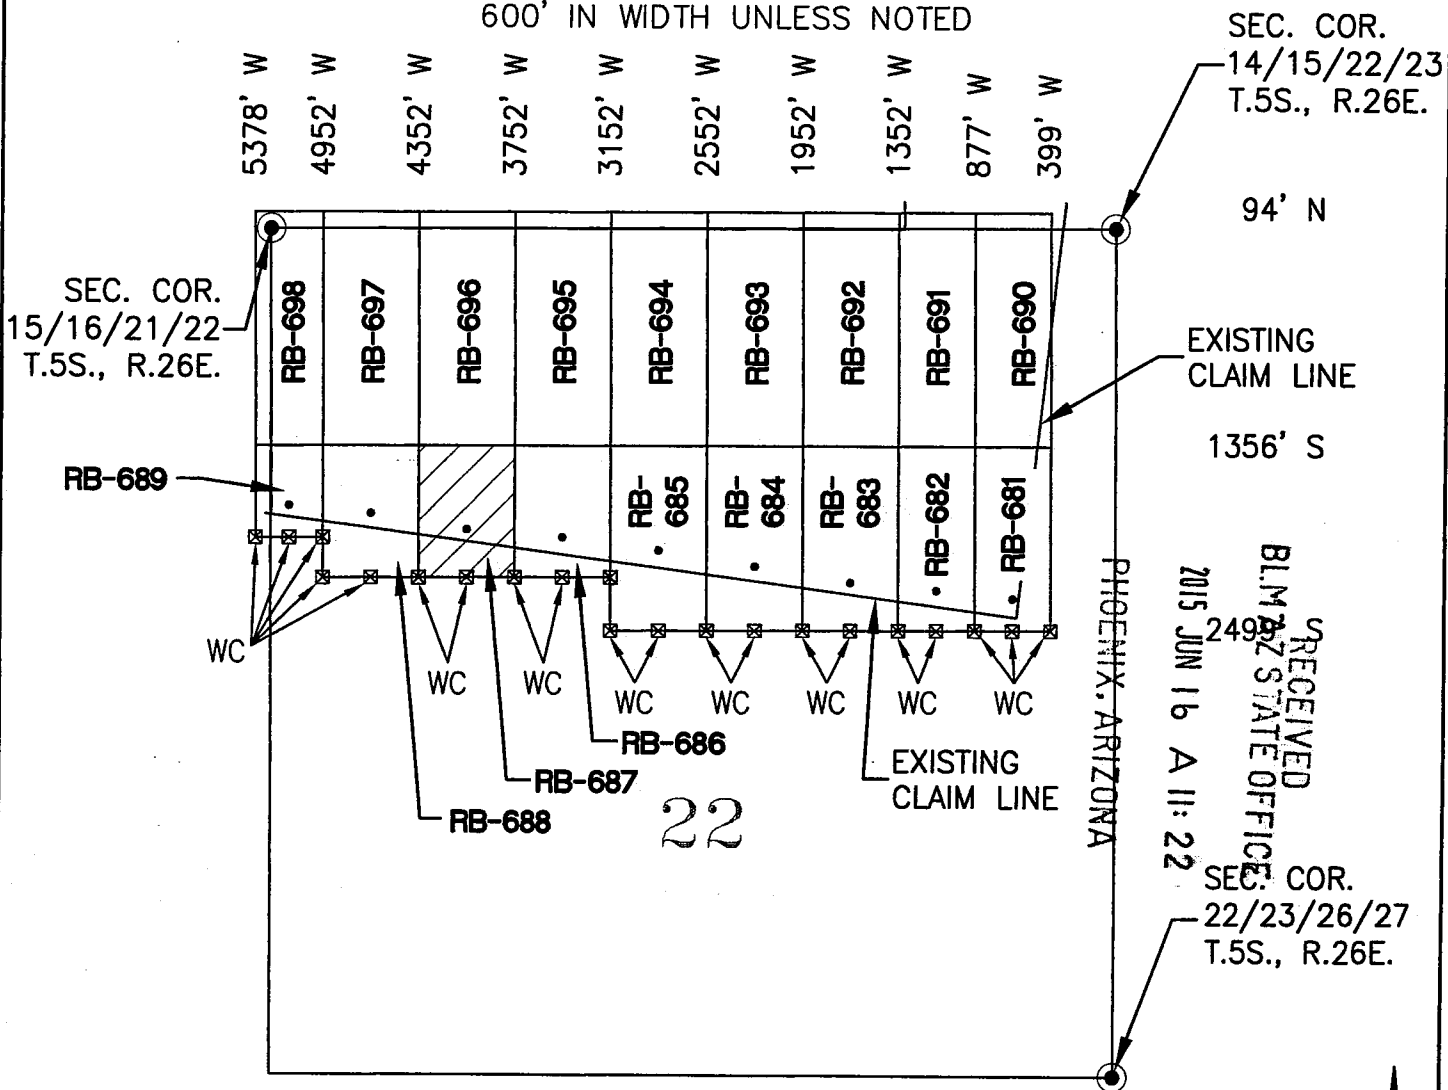 600' IN WIDTH UNLESS NOTED
5378' W
4952' W
4352' W
3752' W
3152' W
2552' W
1952' W
1352' W
877' W
399' W
SEC. COR.
14/15/22/23
T.5S., R.26E.
94' N
SEC. COR.
15/16/21/22
T.5S., R.26E.
RB-698
RB-697
RB-696
RB-695
RB-694
RB-693
RB-692
RB-691
RB-690
EXISTING
CLAIM LINE
1356' S
RB-689
RB-
685
RB-
684
RB-
683
RB-682
RB-681
WC
WC
WC
WC
WC
WC
WC
WC
RB-686
RB-687
RB-688
EXISTING
CLAIM LINE
22
S
RECEIVED
BLM AZ STATE OFFICE
2015 JUN 16 A 11: 22
PHOENIX, ARIZONA
SEC. COR.
22/23/26/27
T.5S., R.26E.